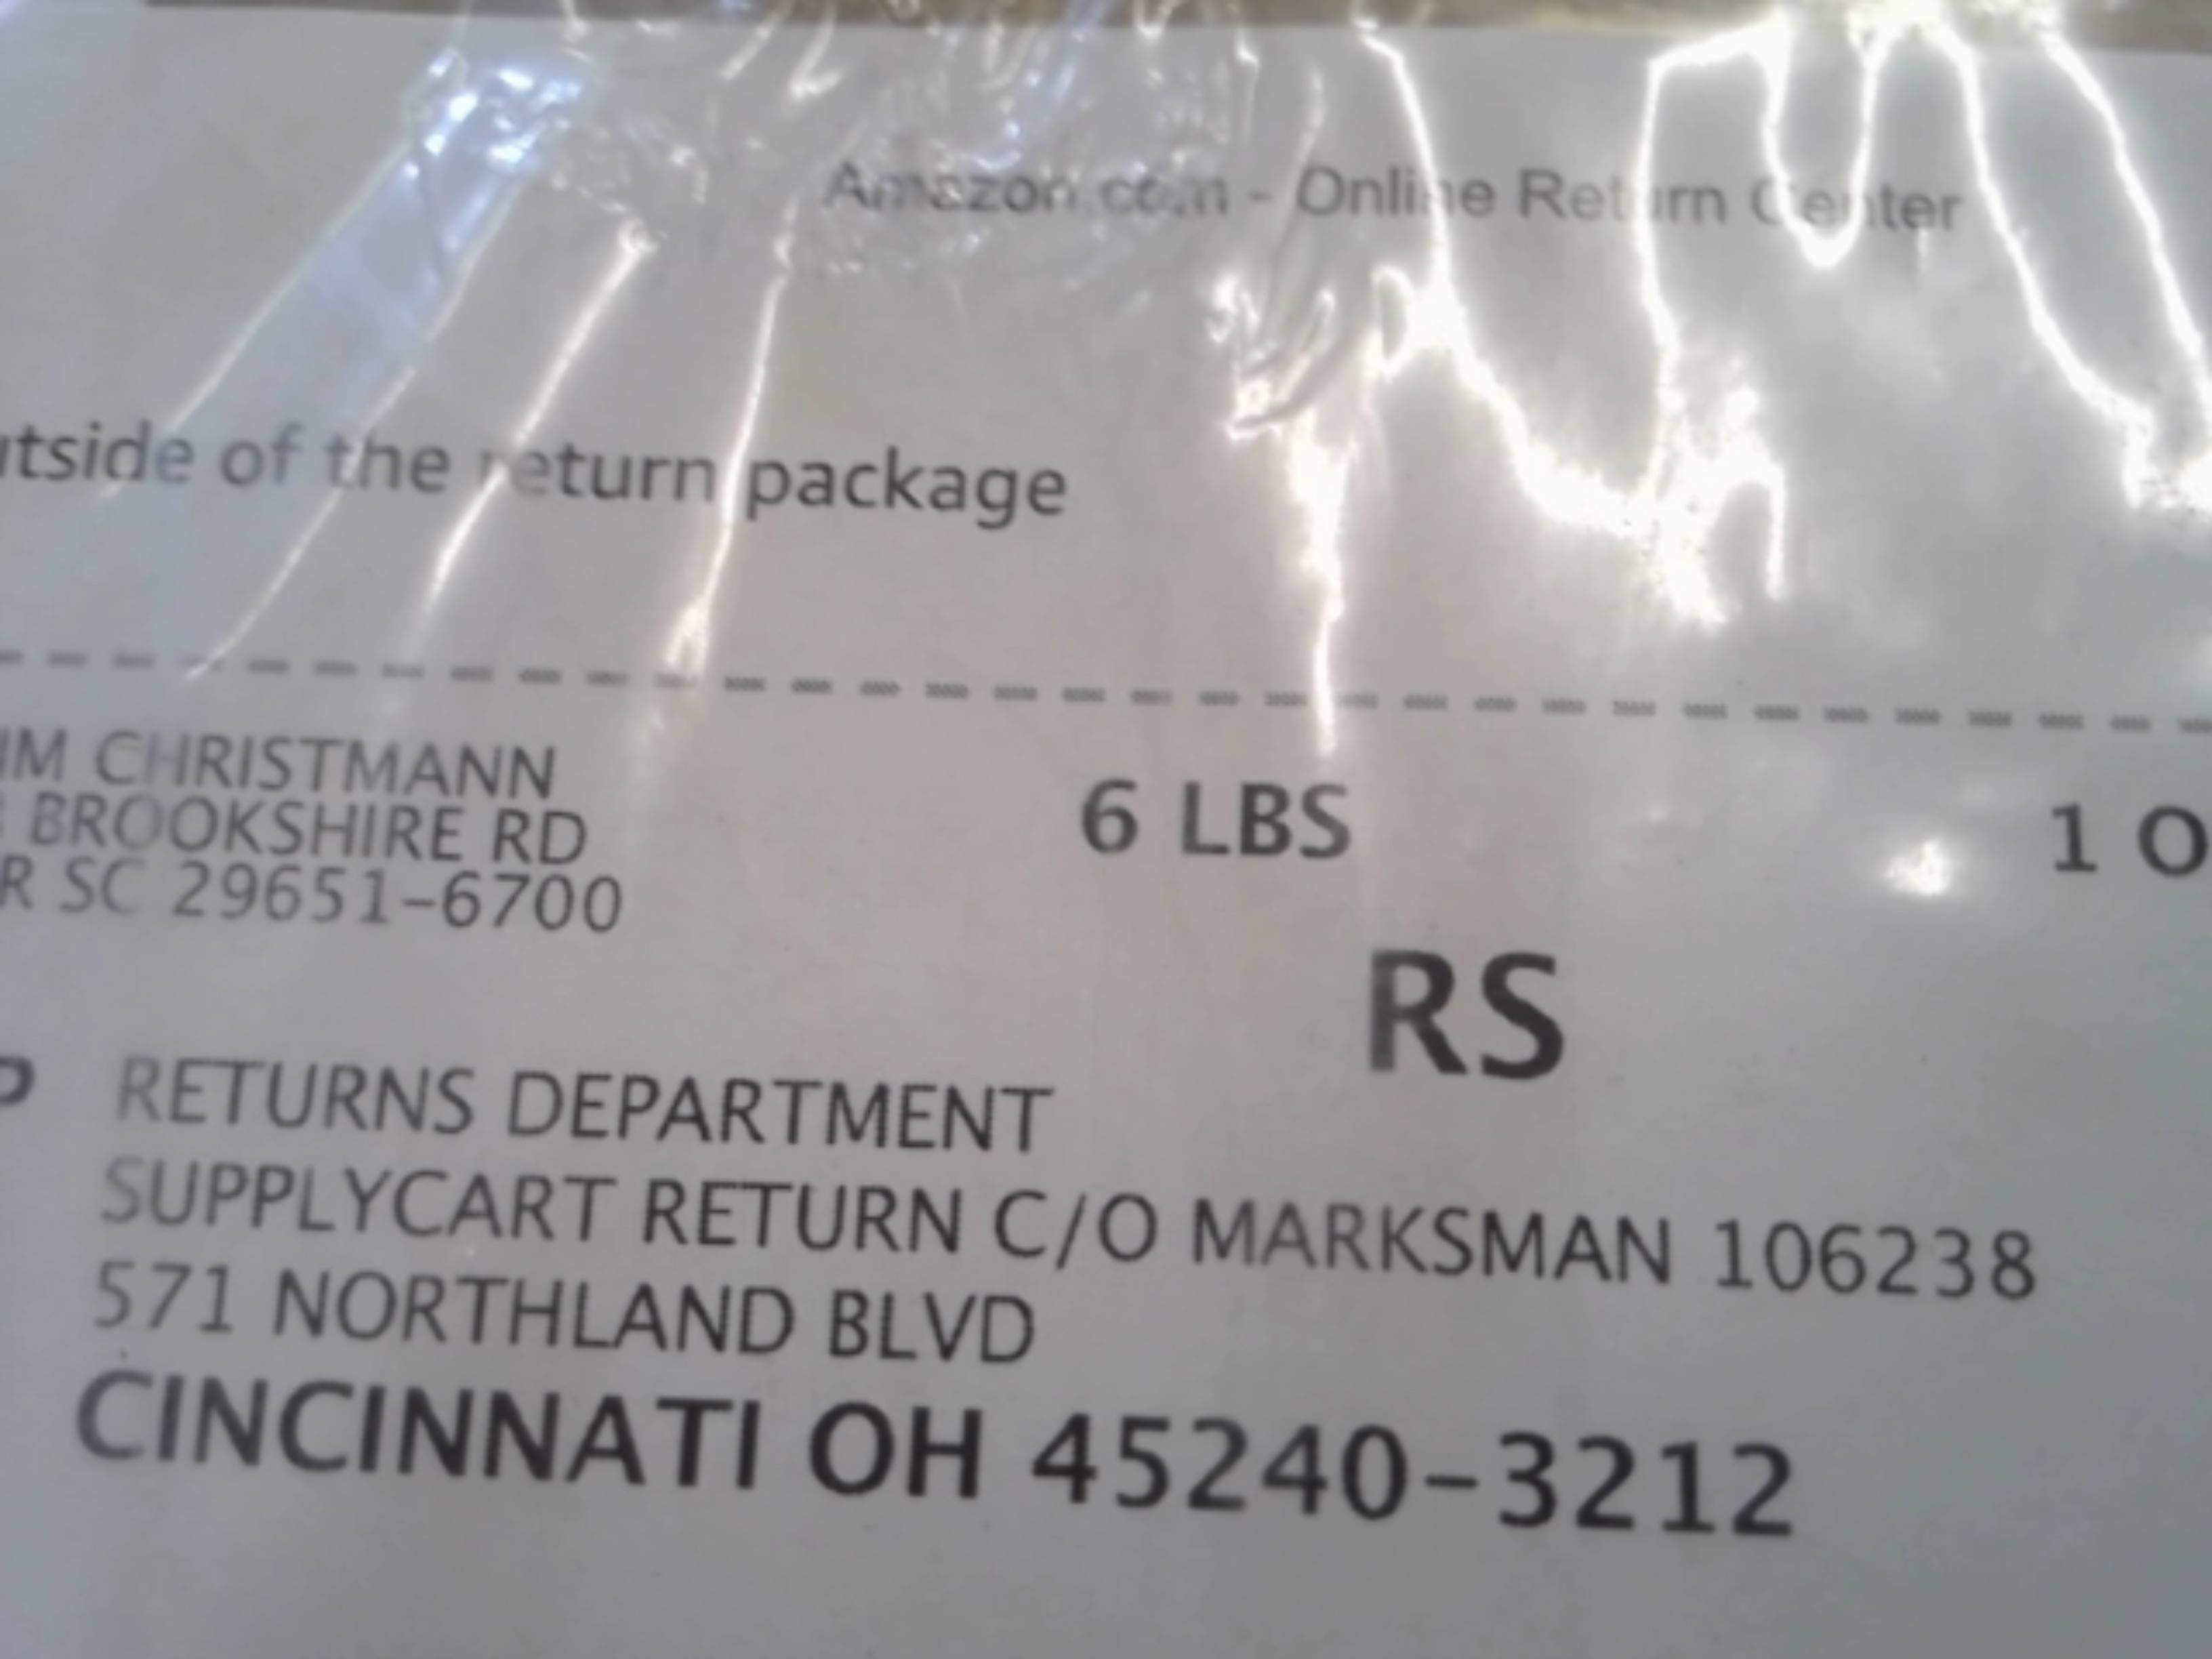 Amazon.com - Online Return Center
utside of the return package
IM CHRISTMANN
BROOKSHIRE RD
R SC 29651-6700
6 LBS
1 O
RS
P
RETURNS DEPARTMENT
SUPPLYCART RETURN C/O MARKSMAN 106238
571 NORTHLAND BLVD
CINCINNATI OH 45240-3212